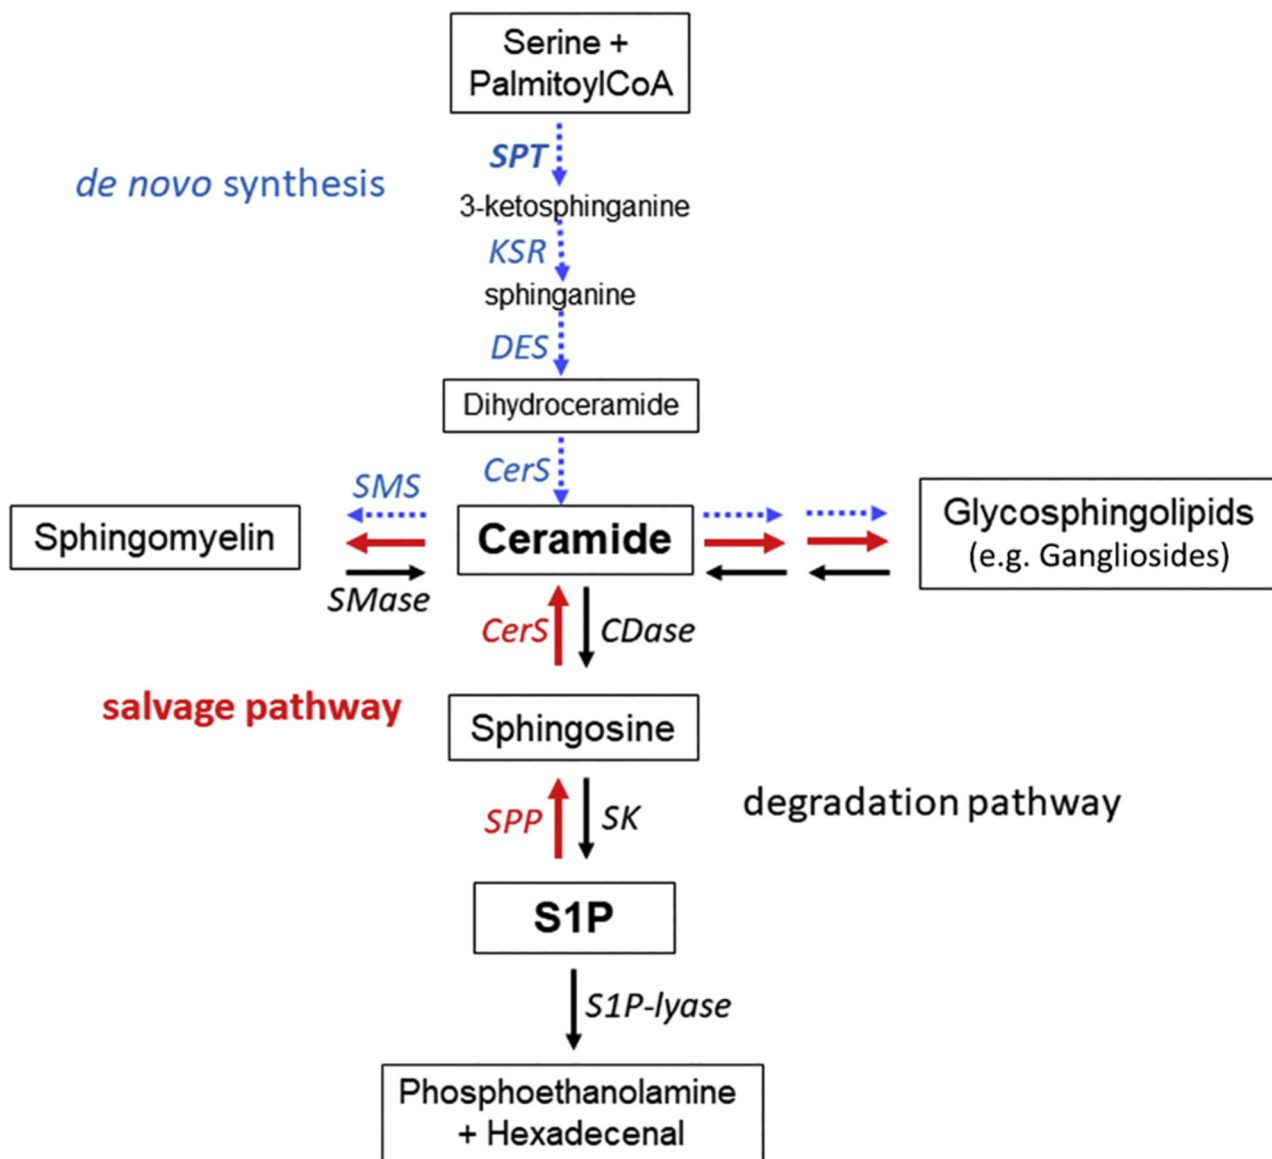 Serine +
PalmitoylCoA
SPT
de novo synthesis
3-ketosphinganine
KSR
sphinganine
DES
Dihydroceramide
CerS
SMS
Sphingomyelin
Ceramide
Glycosphingolipids
(e.g. Gangliosides)
SMase
CerS
CDase
salvage pathway
Sphingosine
SPP
SK
degradation pathway
S1P
S1P-lyase
Phosphoethanolamine
+ Hexadecenal